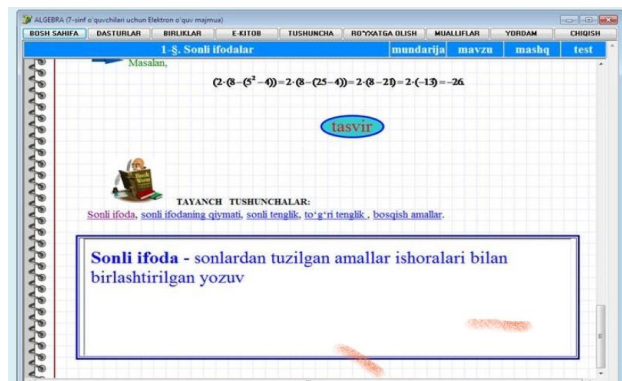 ALGEBRA (7-sinf o'quvchilari uchun Elektron o'quv majmua)
BOSH SAHIFA DASTURLAR BIRLIKLAR E-KITOB TUSHUNCHA RO'YXATGA OLISH MUALLIFLAR YORDAM CHIQISH
1-§. Sonli ifodalar mundarija mavzu mashq test
Masalan,
(2·(8−(5²−4))=2·(8−(25−4))=2·(8−21)=2·(−13)=−26.
tasvir
TAYANCH TUSHUNCHALAR:
Sonli ifoda, sonli ifodaning qiymati, sonli tenglik, to‘g‘ri tenglik , bosqish amallar.
Sonli ifoda - sonlardan tuzilgan amallar ishoralari bilan
birlashtirilgan yozuv